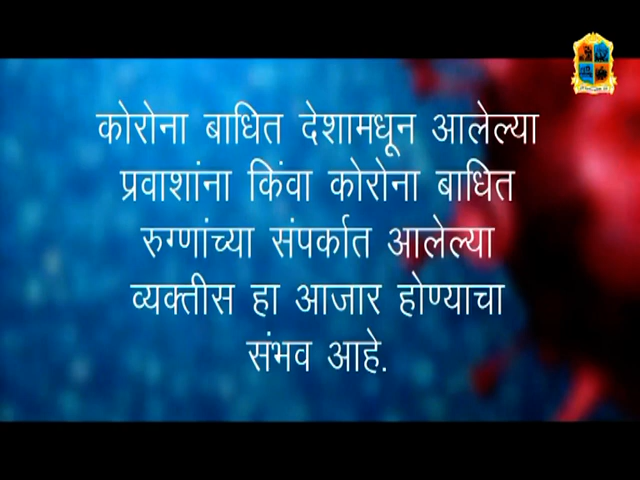 कोरोना बाधित देशामधून आलेल्या
प्रवाशांना किंवा कोरोना बाधित
रुग्णांच्या संपर्कात आलेल्या
व्यक्तीस हा आजार होण्याचा
संभव आहे.